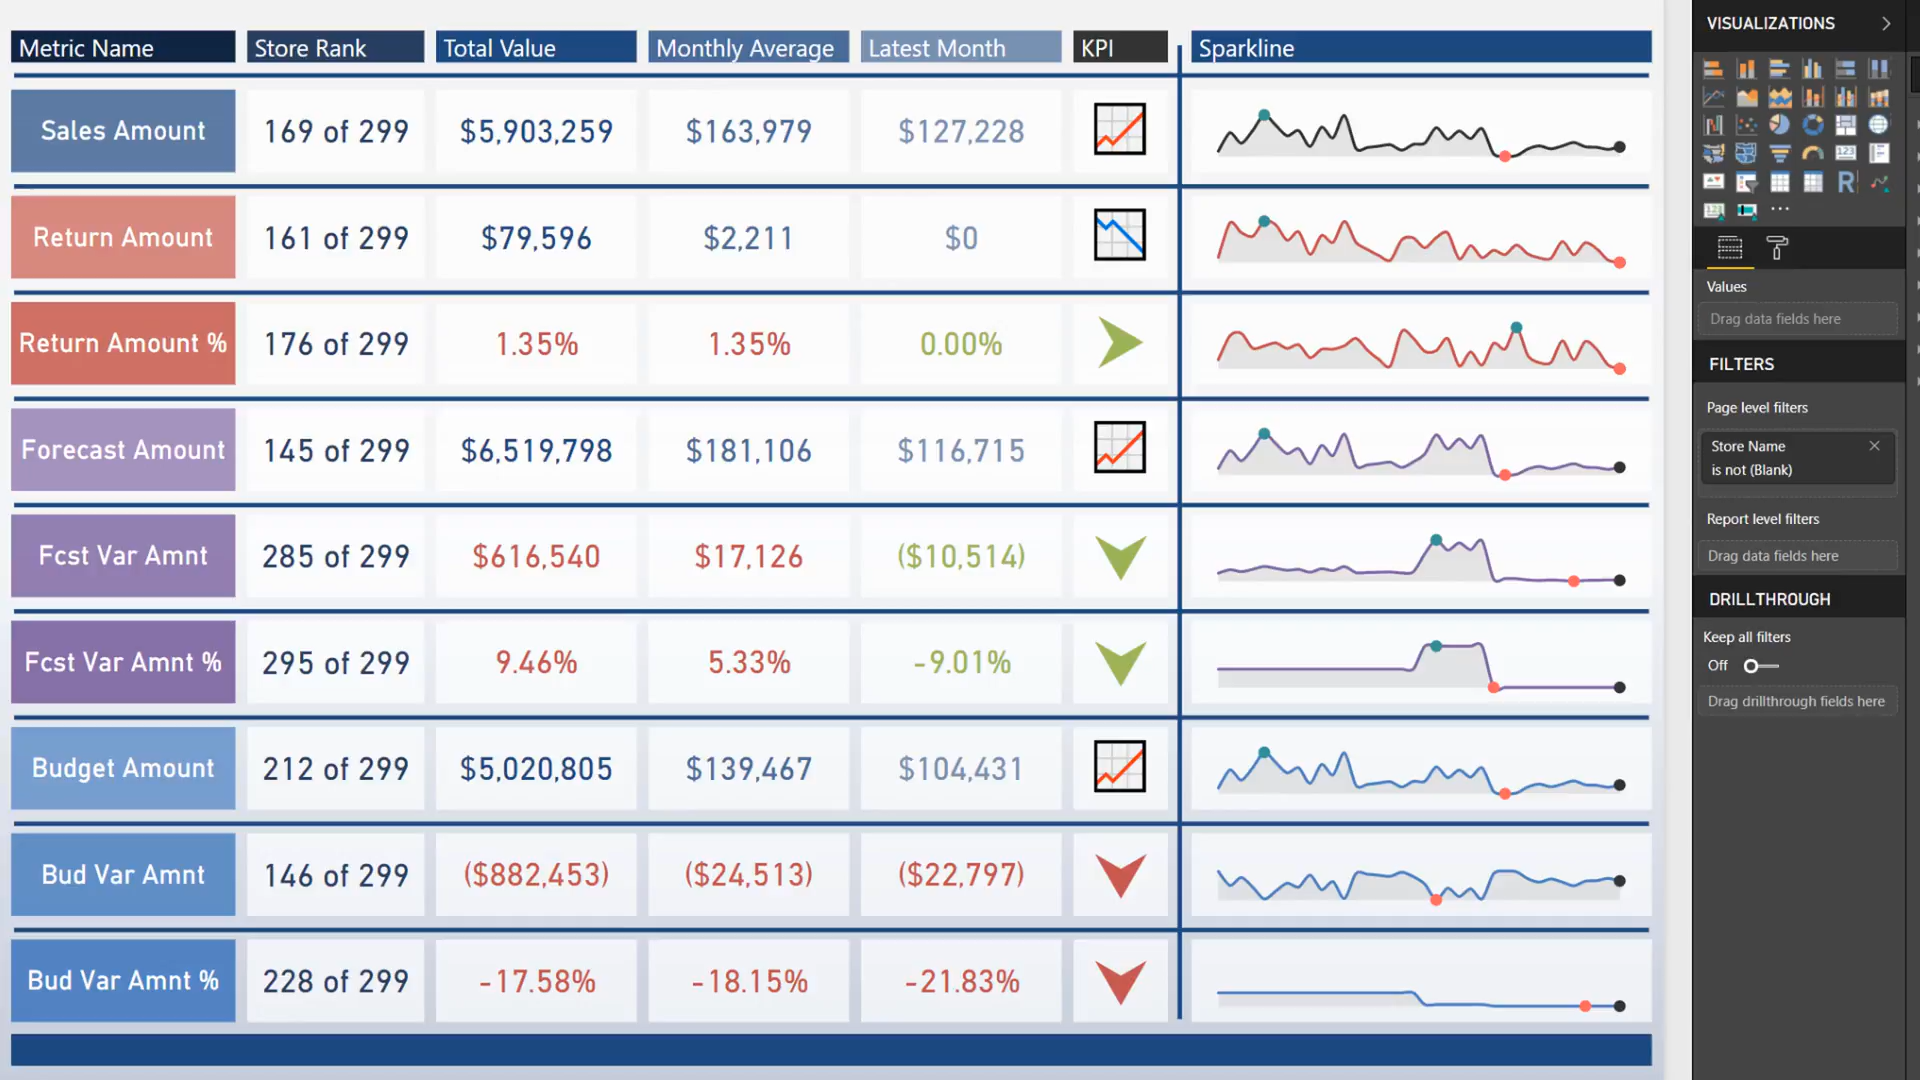 Metric Name Store Rank Total Value Monthly Average Latest Month KPI Sparkline
Sales Amount 169 of 299 $5,903,259 $163,979 $127,228
Return Amount 161 of 299 $79,596 $2,211 $0
Return Amount % 176 of 299 1.35% 1.35% 0.00%
Forecast Amount 145 of 299 $6,519,798 $181,106 $116,715
Fcst Var Amnt 285 of 299 $616,540 $17,126 ($10,514)
Fcst Var Amnt % 295 of 299 9.46% 5.33% -9.01%
Budget Amount 212 of 299 $5,020,805 $139,467 $104,431
Bud Var Amnt 146 of 299 ($882,453) ($24,513) ($22,797)
Bud Var Amnt % 228 of 299 -17.58% -18.15% -21.83%
VISUALIZATIONS
123
R
Values
Drag data fields here
FILTERS
Page level filters
Store Name
is not (Blank)
Report level filters
Drag data fields here
DRILLTHROUGH
Keep all filters
Off
Drag drillthrough fields here